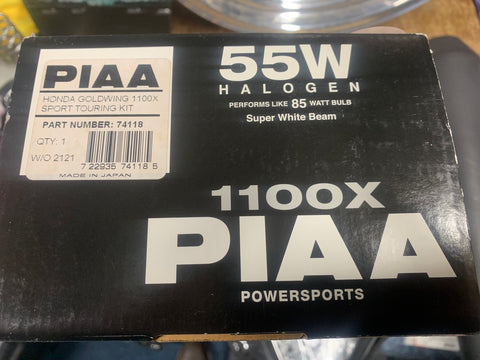 PIAA
HONDA GOLDWING 1100X
SPORT TOURING KIT
PART NUMBER: 74118
QTY: 1
W/O 2121
7 22935 74118 5
MADE IN JAPAN
55W
HALOGEN
PERFORMS LIKE 85 WATT BULB
Super White Beam
1100X
PIAA
POWERSPORTS